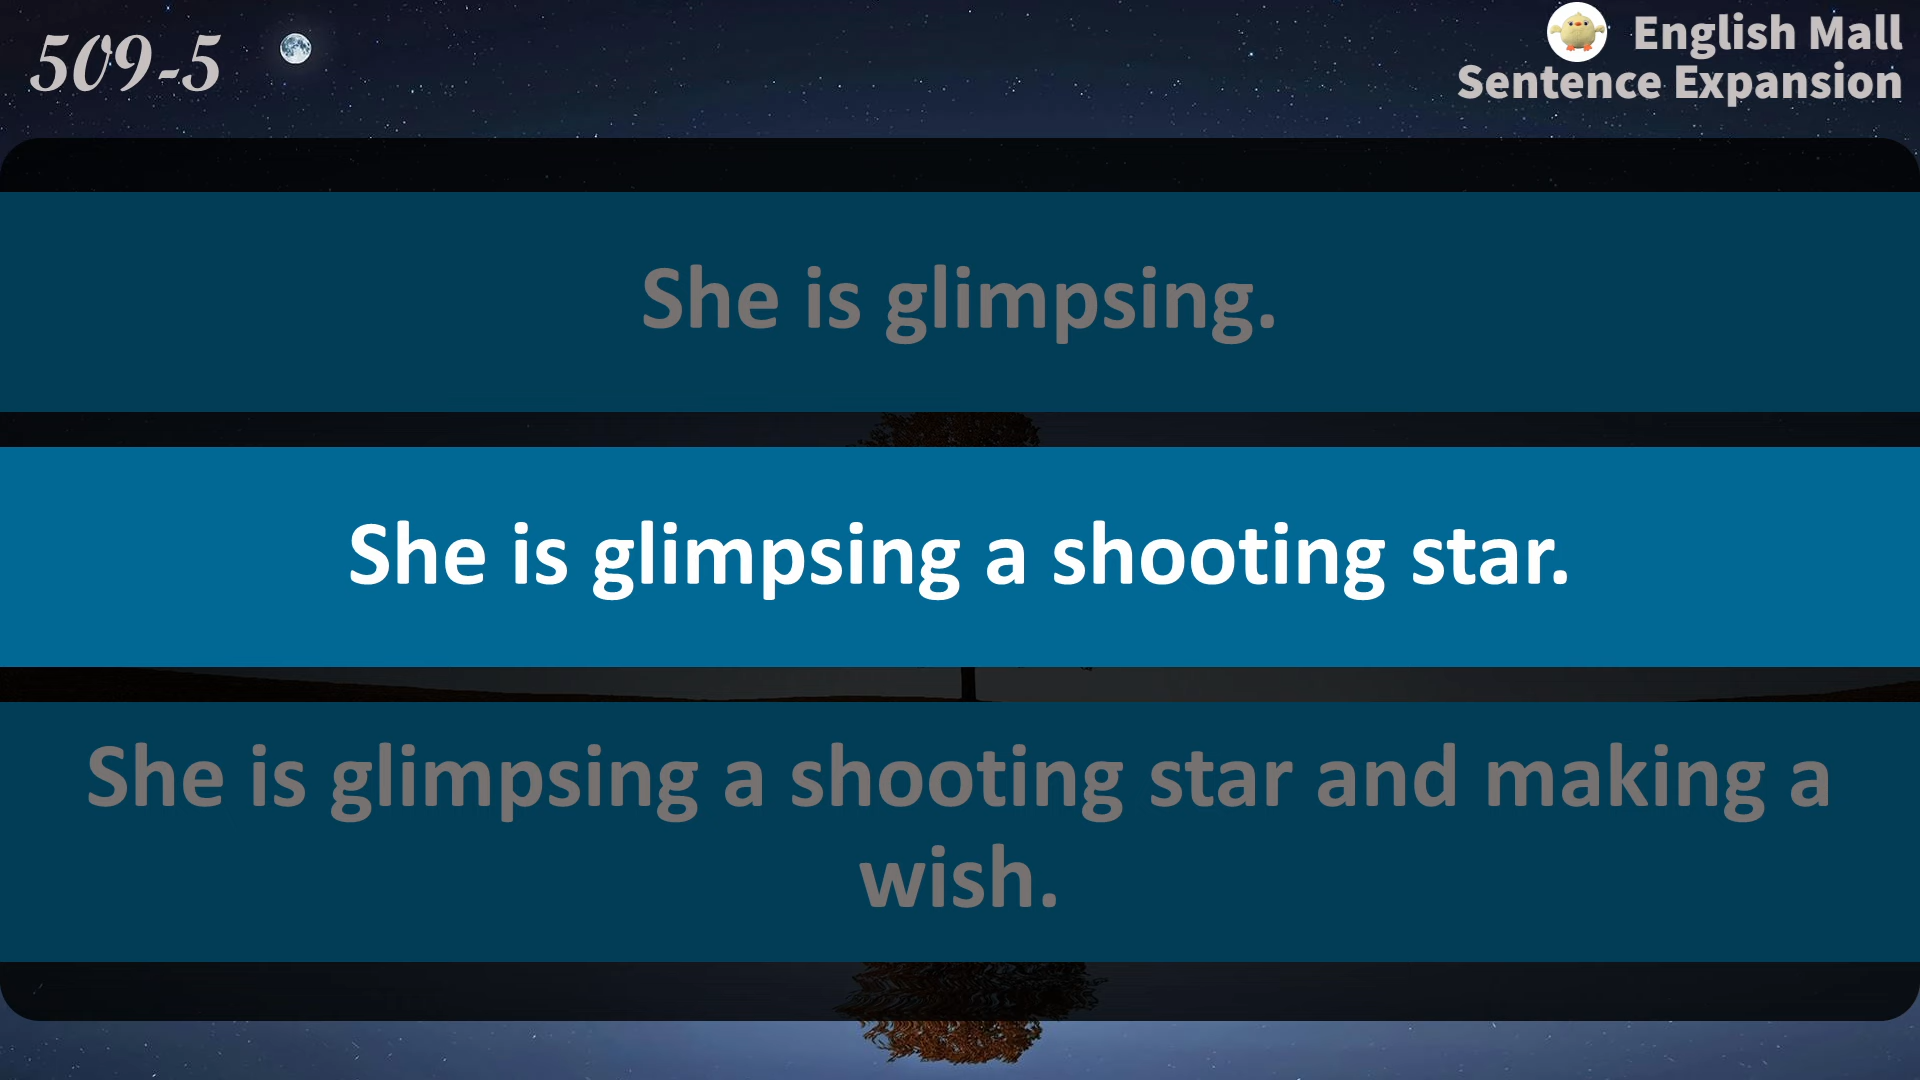 509-5
English Mall
Sentence Expansion
She is glimpsing.
She is glimpsing a shooting star.
She is glimpsing a shooting star and making a
wish.